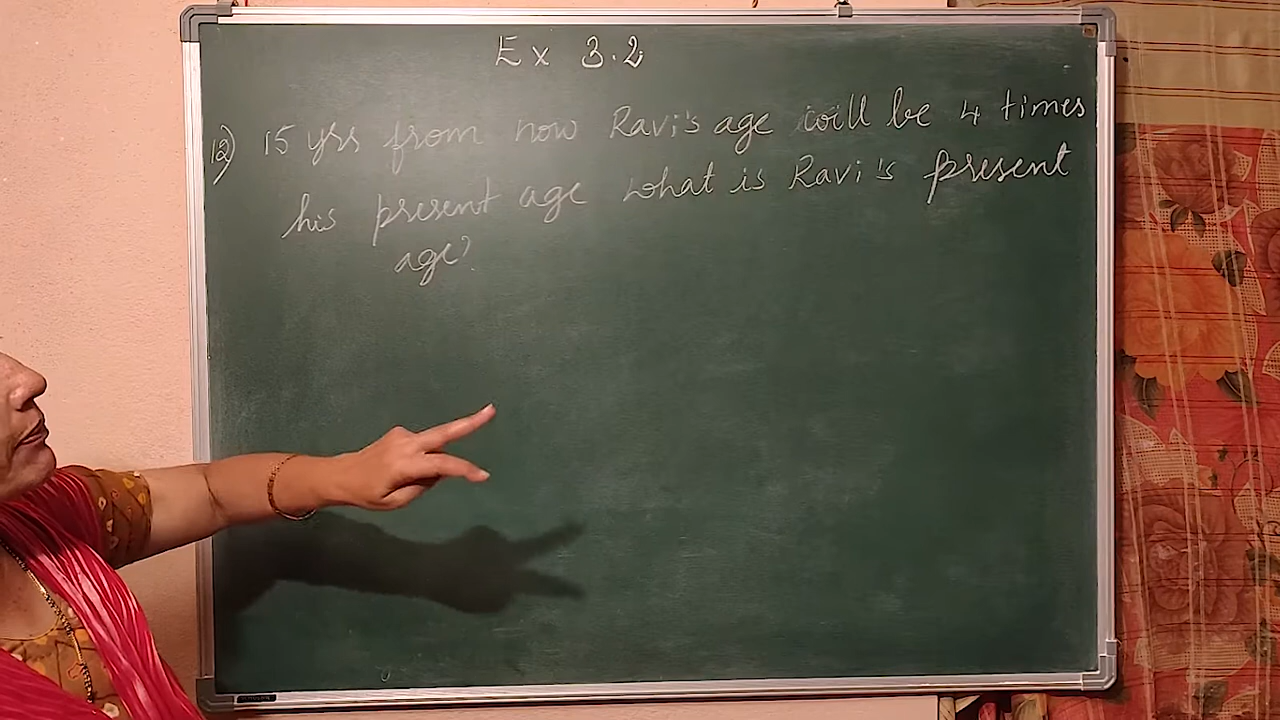 Ex 3.2
12) 15 yrs from now Ravi's age will be 4 times
his present age what is Ravi's present
age?